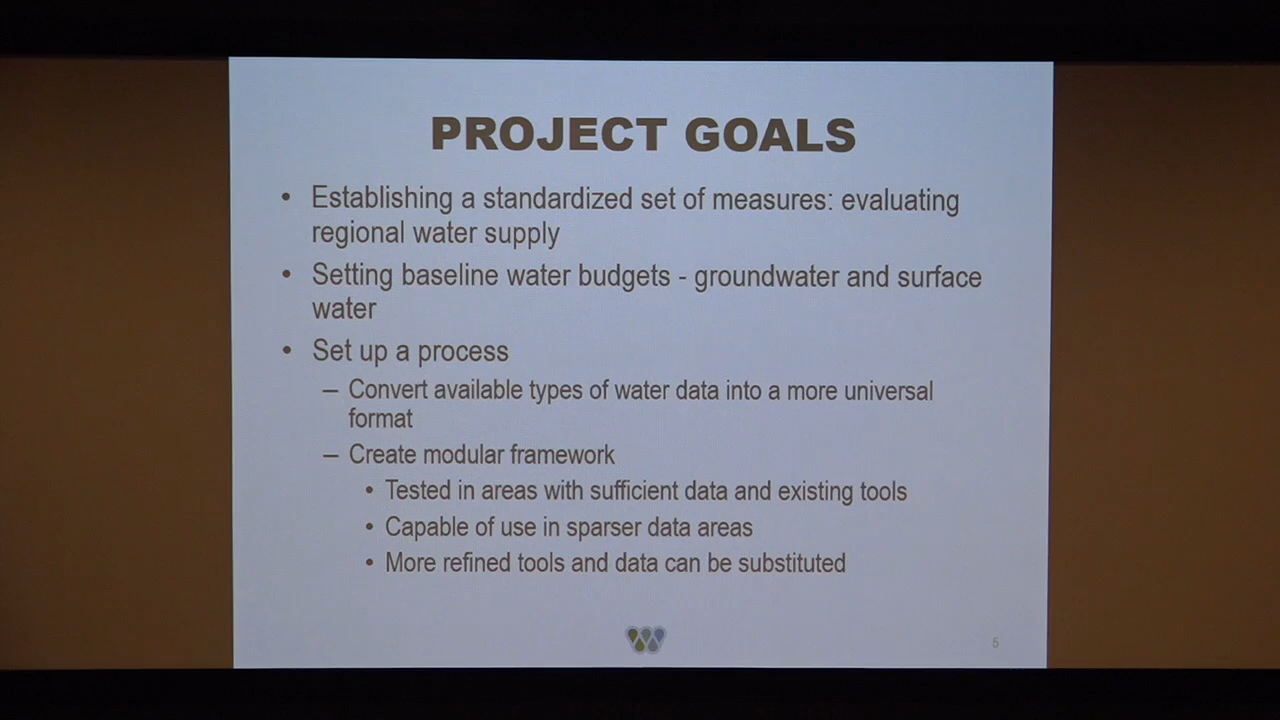 PROJECT GOALS
• Establishing a standardized set of measures: evaluating
regional water supply
• Setting baseline water budgets - groundwater and surface
water
• Set up a process
– Convert available types of water data into a more universal
format
– Create modular framework
• Tested in areas with sufficient data and existing tools
• Capable of use in sparser data areas
• More refined tools and data can be substituted
5